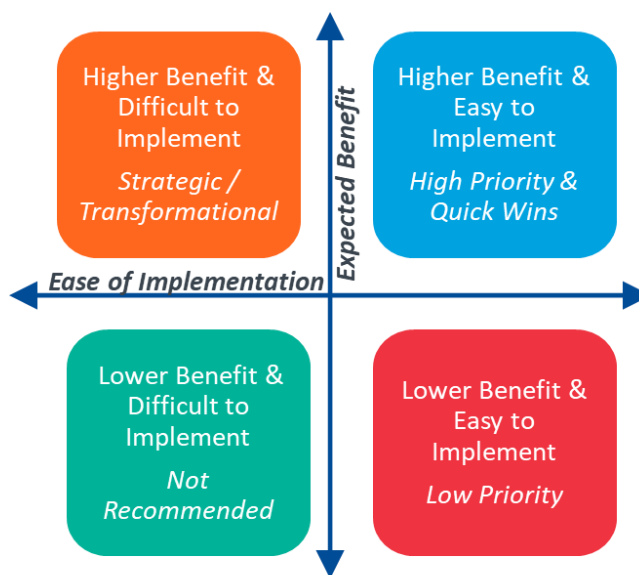 Higher Benefit &
Difficult to
Implement
Strategic /
Transformational
Higher Benefit &
Easy to
Implement
High Priority &
Quick Wins
Expected Benefit
Ease of Implementation
Lower Benefit &
Difficult to
Implement
Not
Recommended
Lower Benefit &
Easy to
Implement
Low Priority